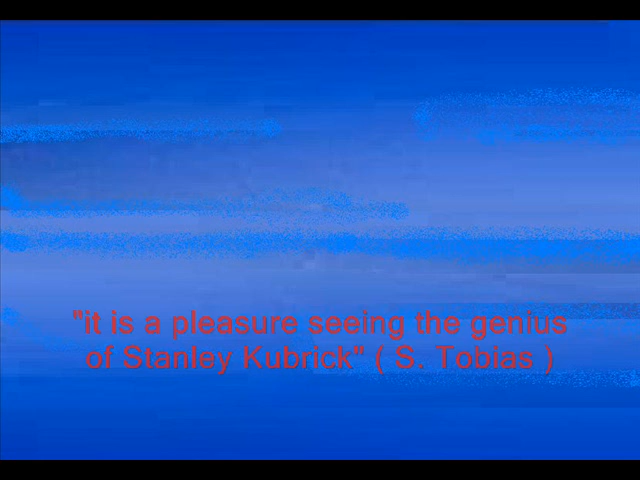 "it is a pleasure seeing the genius
of Stanley Kubrick" ( S. Tobias )